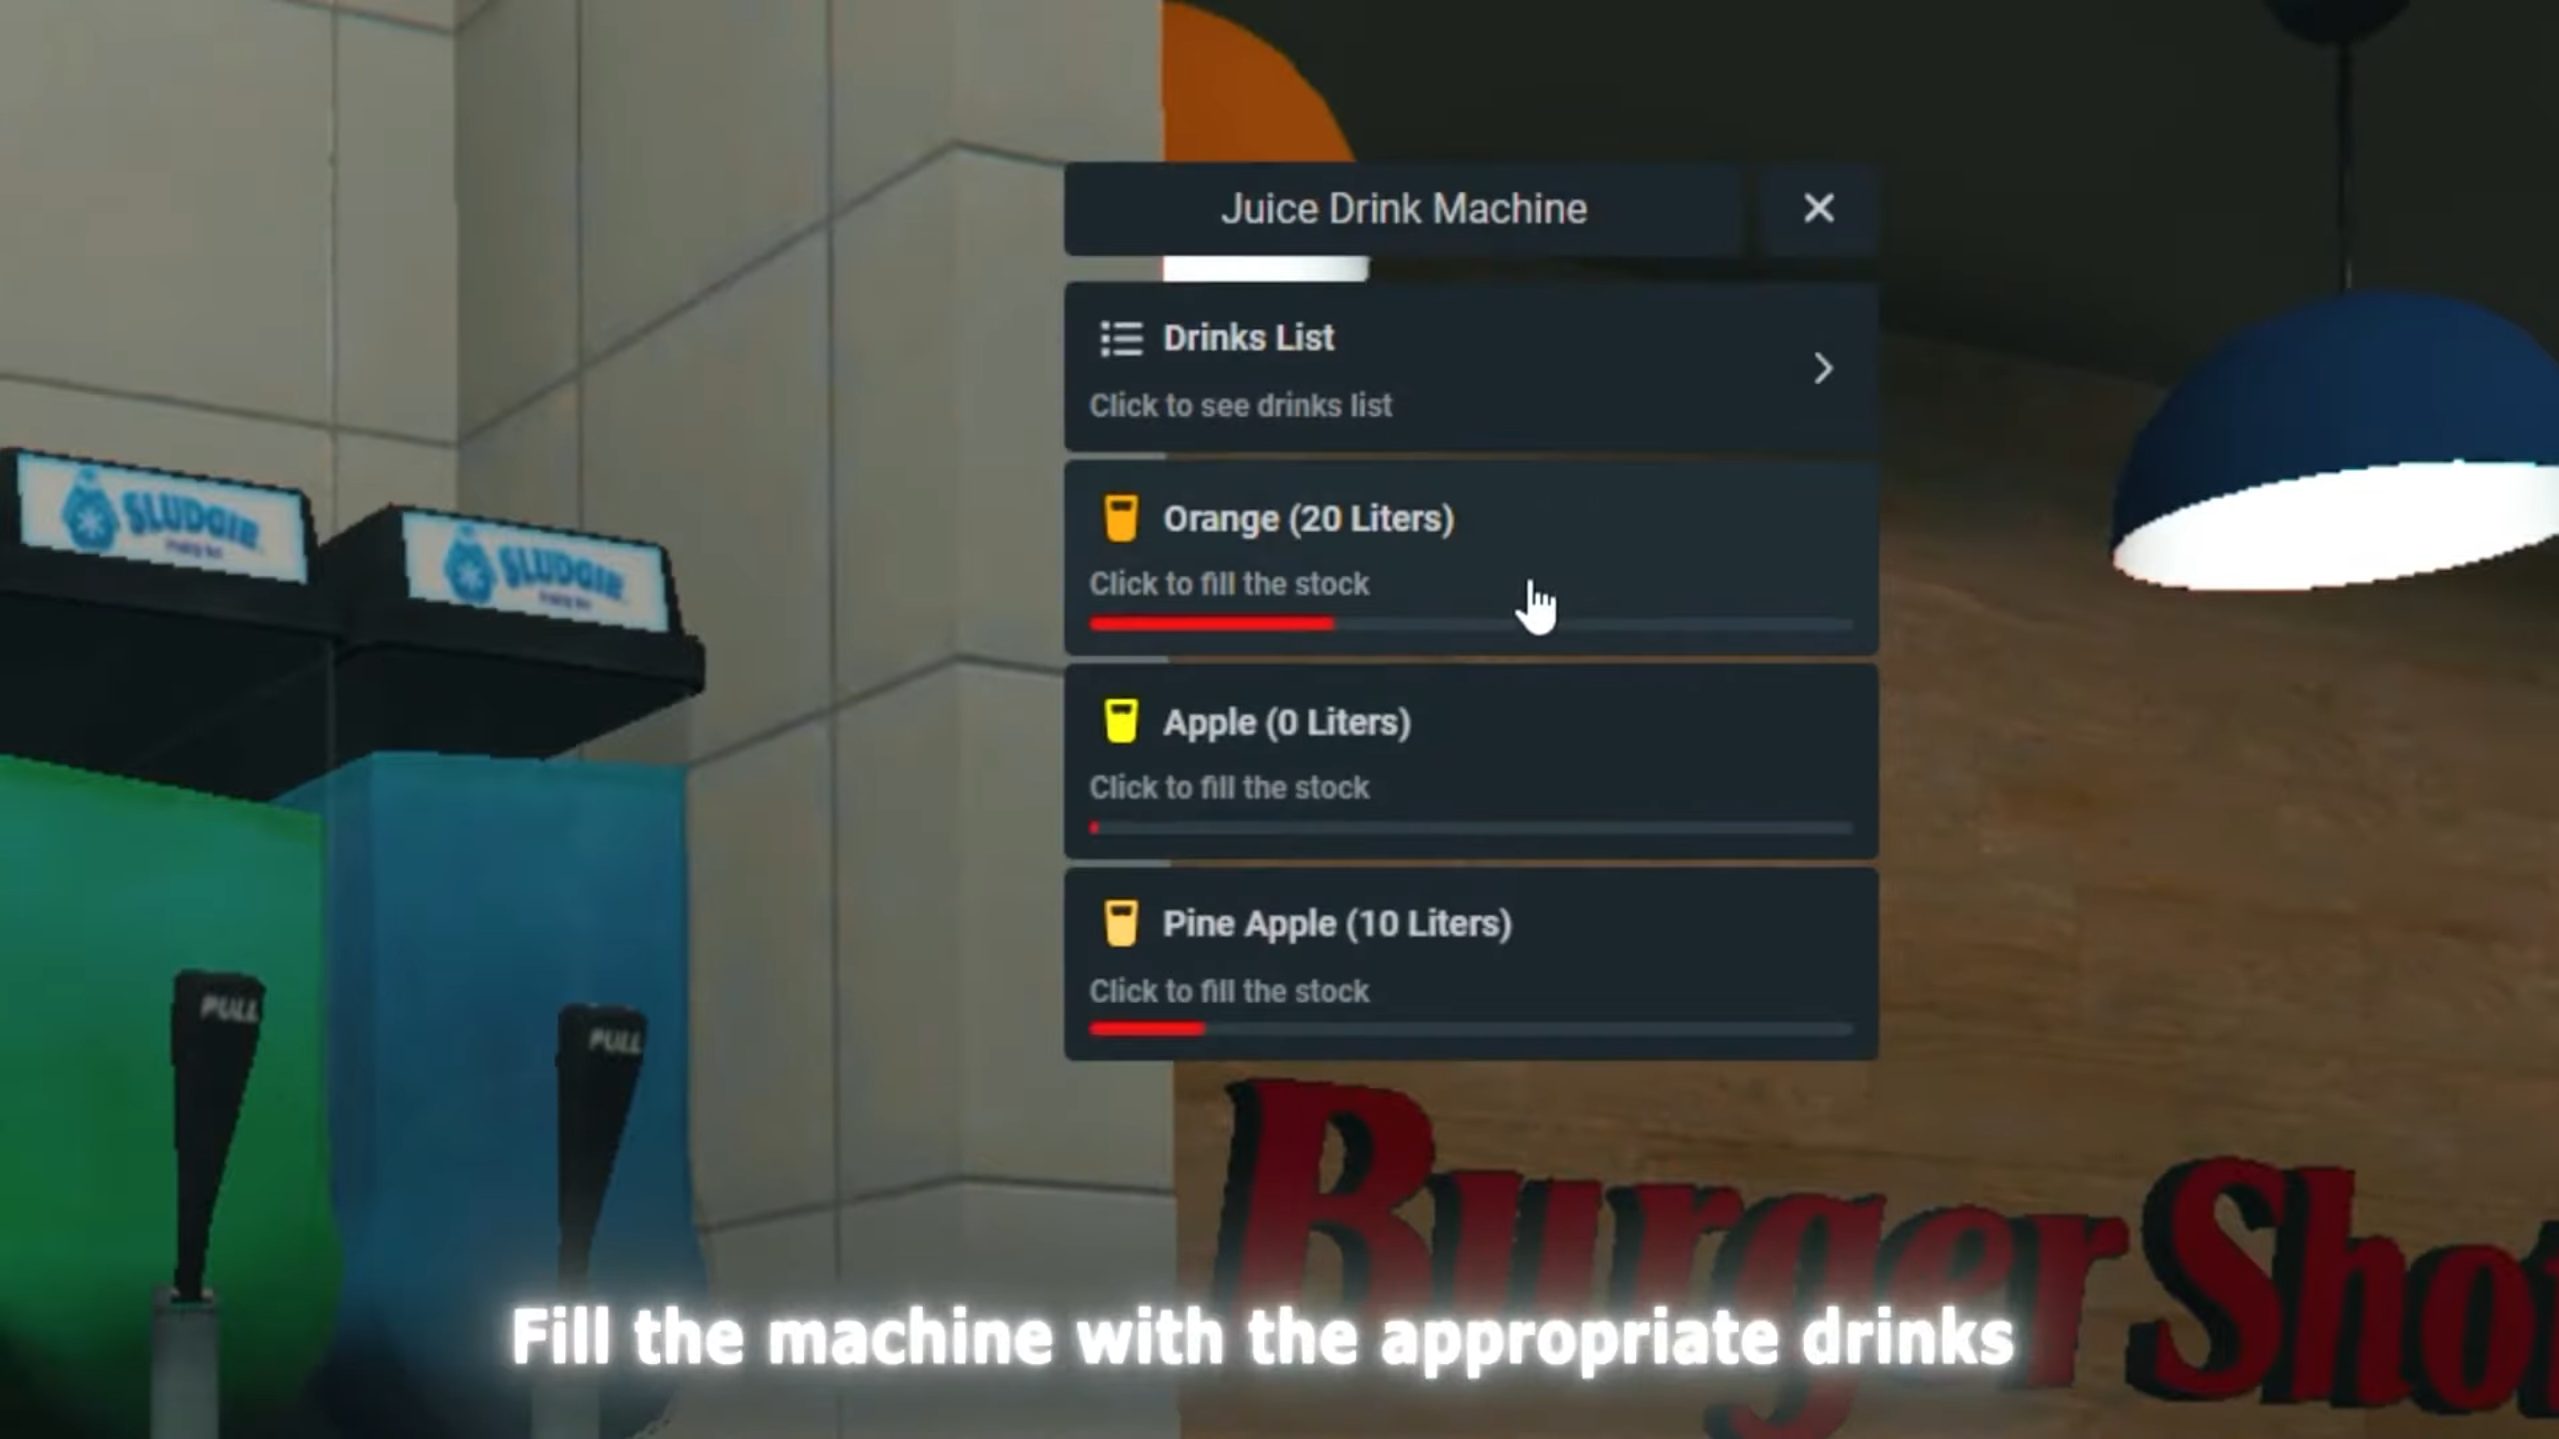 Juice Drink Machine
Drinks List
Click to see drinks list
Orange (20 Liters)
Click to fill the stock
Apple (0 Liters)
Click to fill the stock
Pine Apple (10 Liters)
Click to fill the stock
SLUDGIE
SLUDGIE
PULL
PULL
Burger Shot
Fill the machine with the appropriate drinks